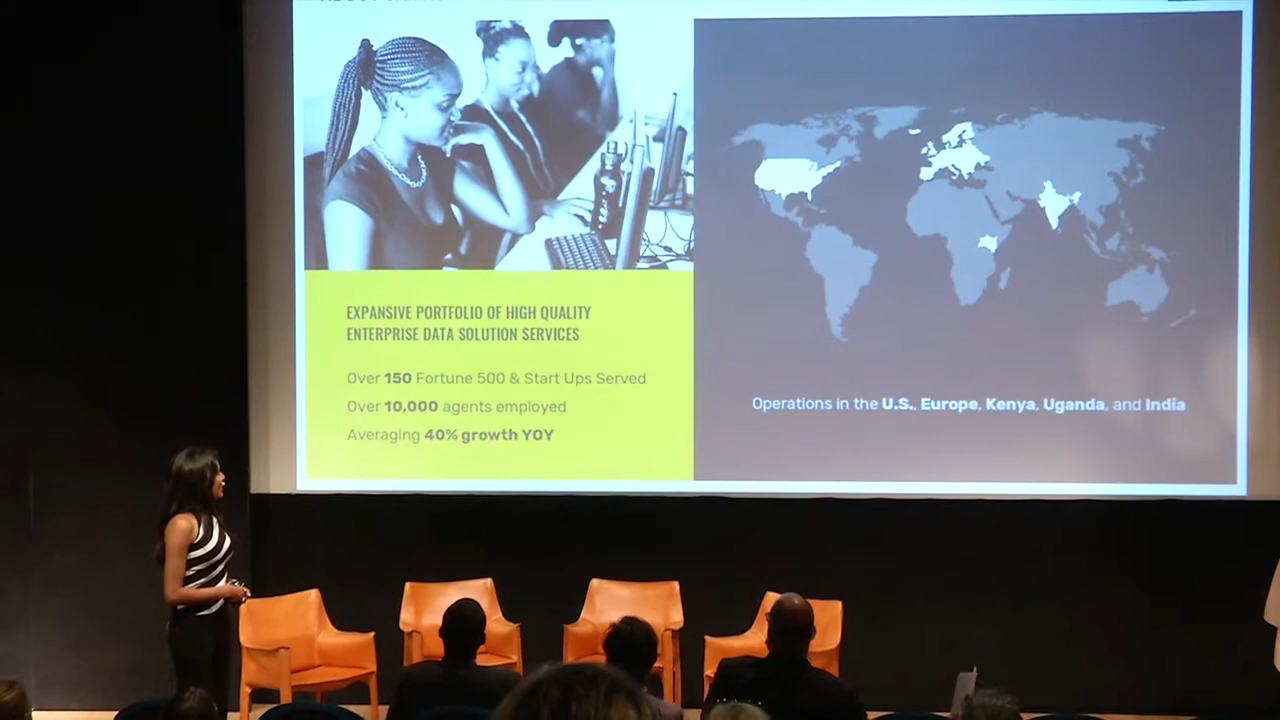 EXPANSIVE PORTFOLIO OF HIGH QUALITY
ENTERPRISE DATA SOLUTION SERVICES
Over 150 Fortune 500 & Start Ups Served
Over 10,000 agents employed
Averaging 40% growth YOY
Operations in the U.S., Europe, Kenya, Uganda, and India